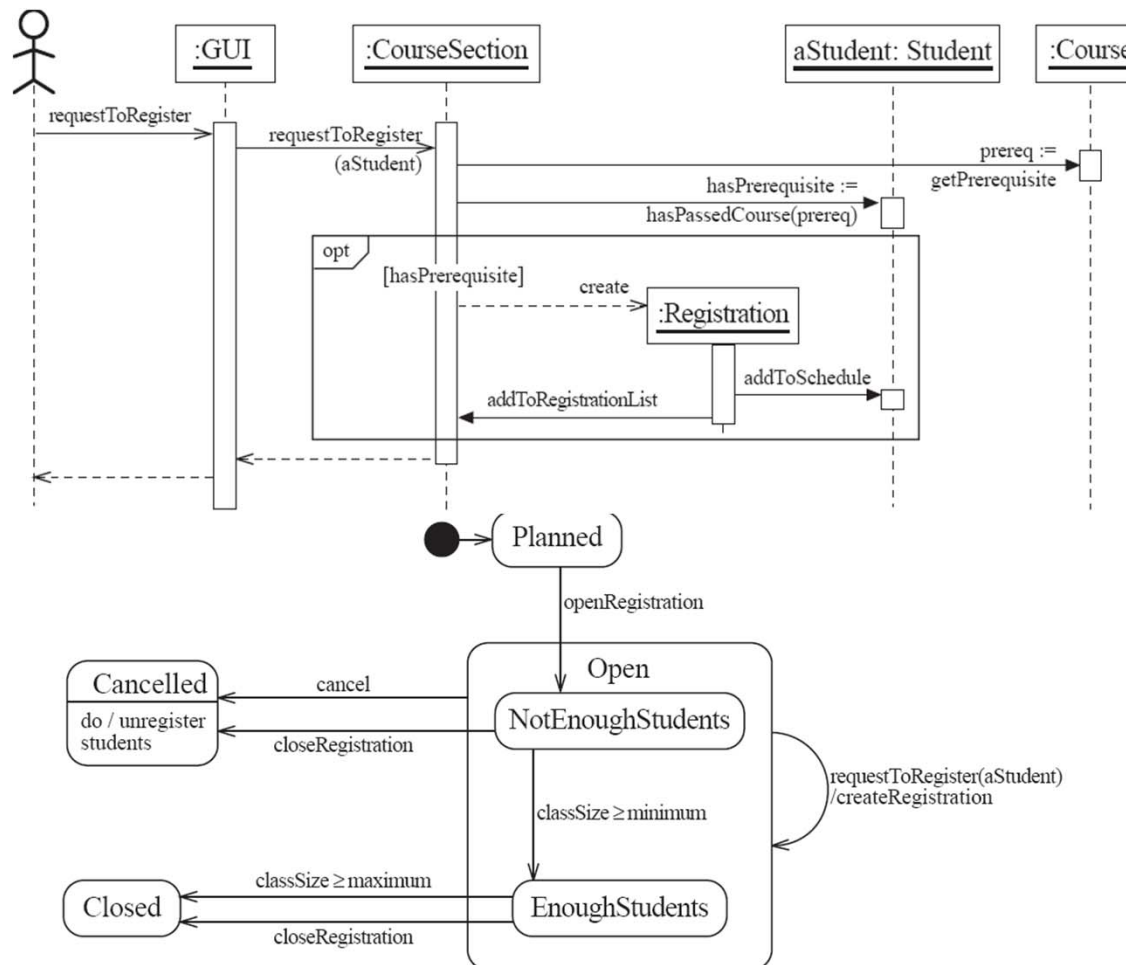 :GUI
:CourseSection
aStudent: Student
:Course
requestToRegister
requestToRegister
(aStudent)
prereq :=
getPrerequisite
hasPrerequisite :=
hasPassedCourse(prereq)
opt
[hasPrerequisite]
create
:Registration
addToSchedule
addToRegistrationList
Planned
openRegistration
Open
Cancelled
do / unregister
students
cancel
NotEnoughStudents
closeRegistration
requestToRegister(aStudent)
/createRegistration
classSize ≥ minimum
classSize ≥ maximum
Closed
EnoughStudents
closeRegistration